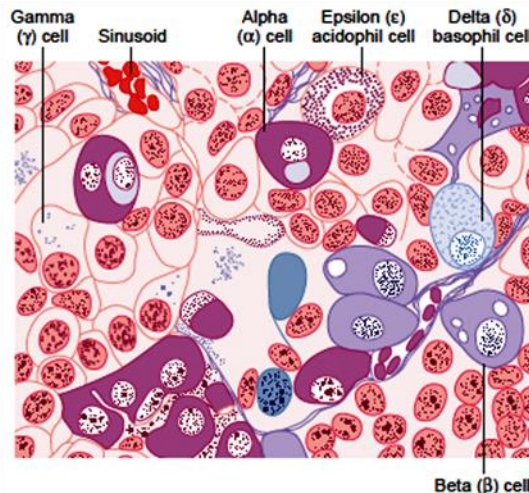 Gamma
(γ) cell
Sinusoid
Alpha
(α) cell
Epsilon (ε)
acidophil cell
Delta (δ)
basophil cell
Beta (β) cell